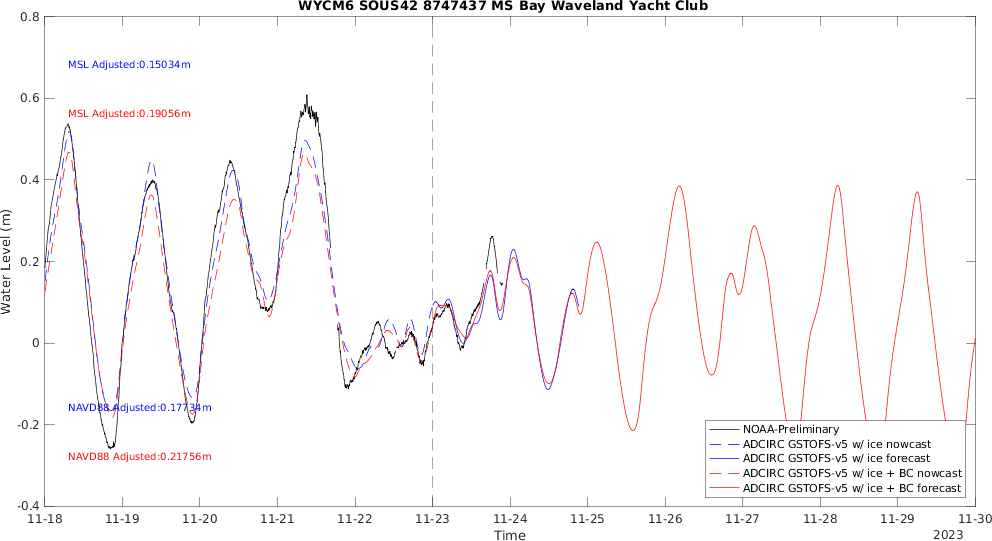 WYCM6 SOUS42 8747437 MS Bay Waveland Yacht Club
0.8
0.6
0.4
0.2
0
-0.2
-0.4
Water Level (m)
MSL Adjusted:0.15034m
MSL Adjusted:0.19056m
NAVD88 Adjusted:0.17734m
NAVD88 Adjusted:0.21756m
NOAA-Preliminary
ADCIRC GSTOFS-v5 w/ ice nowcast
ADCIRC GSTOFS-v5 w/ ice forecast
ADCIRC GSTOFS-v5 w/ ice + BC nowcast
ADCIRC GSTOFS-v5 w/ ice + BC forecast
11-18 11-19 11-20 11-21 11-22 11-23 11-24 11-25 11-26 11-27 11-28 11-29 11-30
Time
2023